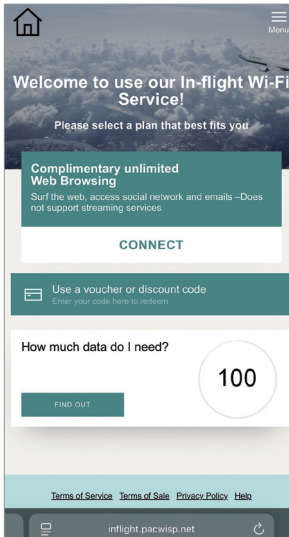 Menu
Welcome to use our In-flight Wi-Fi
Service!
Please select a plan that best fits you
Complimentary unlimited
Web Browsing
Surf the web, access social network and emails –Does
not support streaming services
CONNECT
Use a voucher or discount code
Enter your code here to redeem
How much data do I need?
100
FIND OUT
Terms of Service Terms of Sale Privacy Policy Help
inflight.pacwisp.net